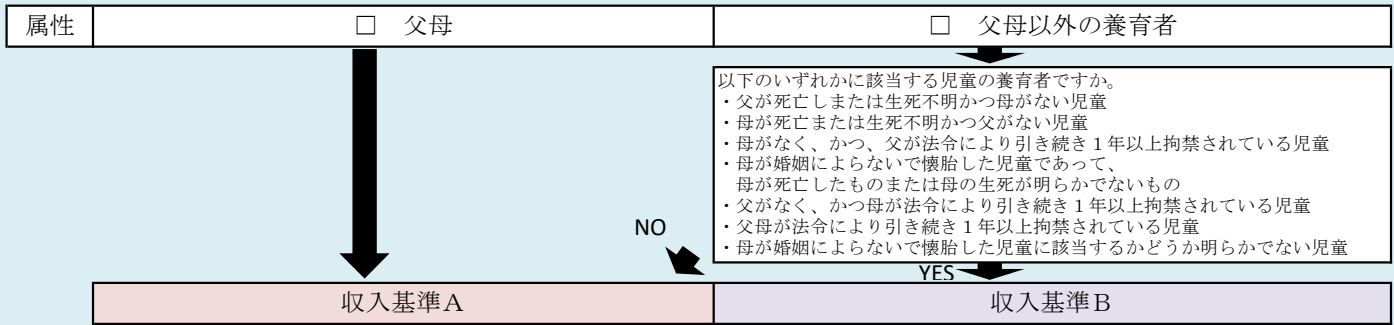 属性 □ 父母 □ 父母以外の養育者
以下のいずれかに該当する児童の養育者ですか。
・父が死亡しまたは生死不明かつ母がない児童
・母が死亡または生死不明かつ父がない児童
・母がなく、かつ、父が法令により引き続き１年以上拘禁されている児童
・母が婚姻によらないで懐胎した児童であって、
母が死亡したものまたは母の生死が明らかでないもの
・父がなく、かつ母が法令により引き続き１年以上拘禁されている児童
・父母が法令により引き続き１年以上拘禁されている児童
・母が婚姻によらないで懐胎した児童に該当するかどうか明らかでない児童
NO
YES
収入基準Ａ 収入基準Ｂ